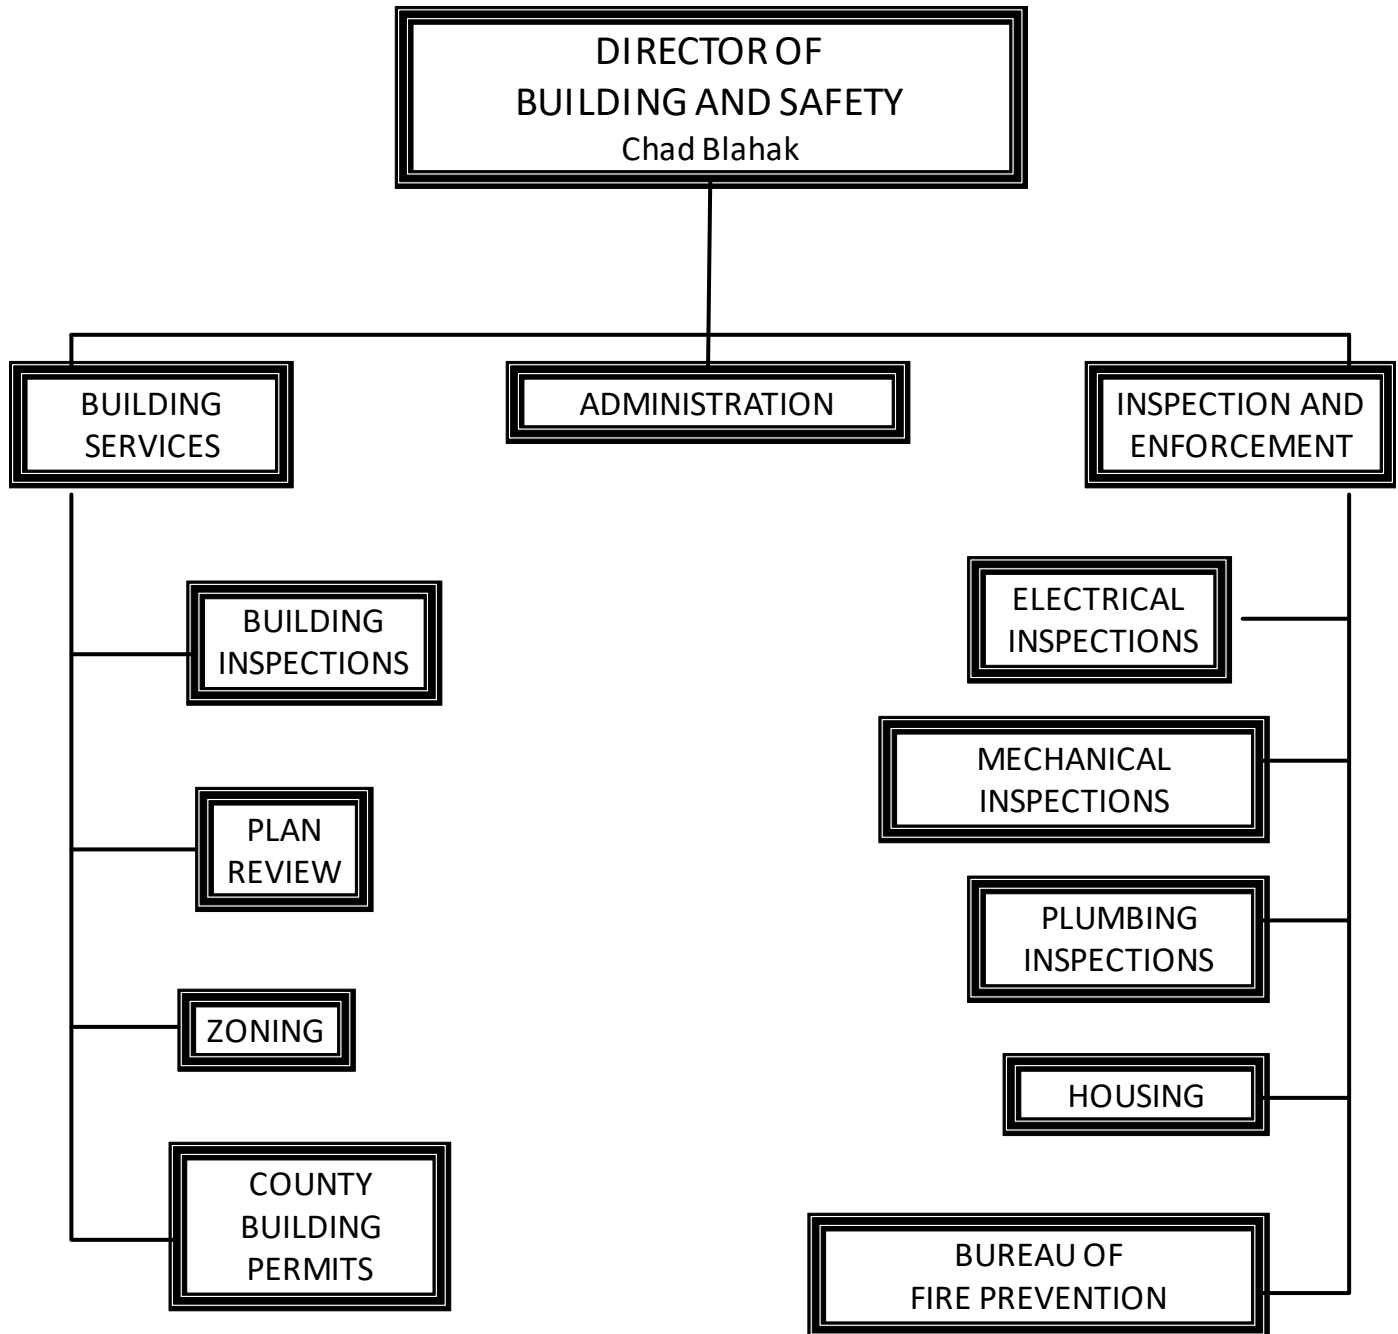 DIRECTOR OF
BUILDING AND SAFETY
Chad Blahak
BUILDING
SERVICES
ADMINISTRATION
INSPECTION AND
ENFORCEMENT
BUILDING
INSPECTIONS
PLAN
REVIEW
ZONING
COUNTY
BUILDING
PERMITS
ELECTRICAL
INSPECTIONS
MECHANICAL
INSPECTIONS
PLUMBING
INSPECTIONS
HOUSING
BUREAU OF
FIRE PREVENTION